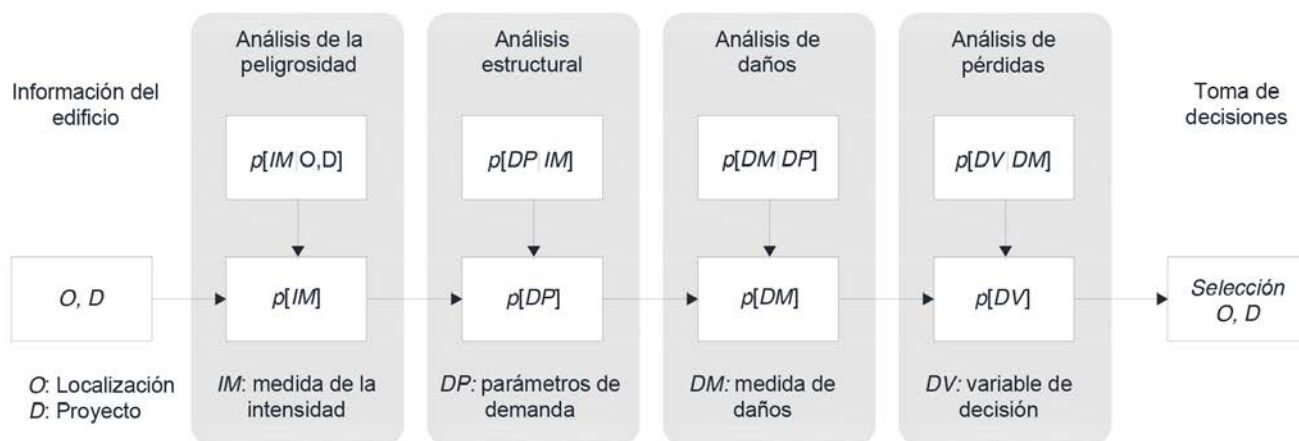 Información del
edificio
O, D
O: Localización
D: Proyecto
Análisis de la
peligrosidad
p[IM|O,D]
p[IM]
IM: medida de la
intensidad
Análisis
estructural
p[DP|IM]
p[DP]
DP: parámetros de
demanda
Análisis de
daños
p[DM|DP]
p[DM]
DM: medida de
daños
Análisis de
pérdidas
p[DV|DM]
p[DV]
DV: variable de
decisión
Toma de
decisiones
Selección
O, D